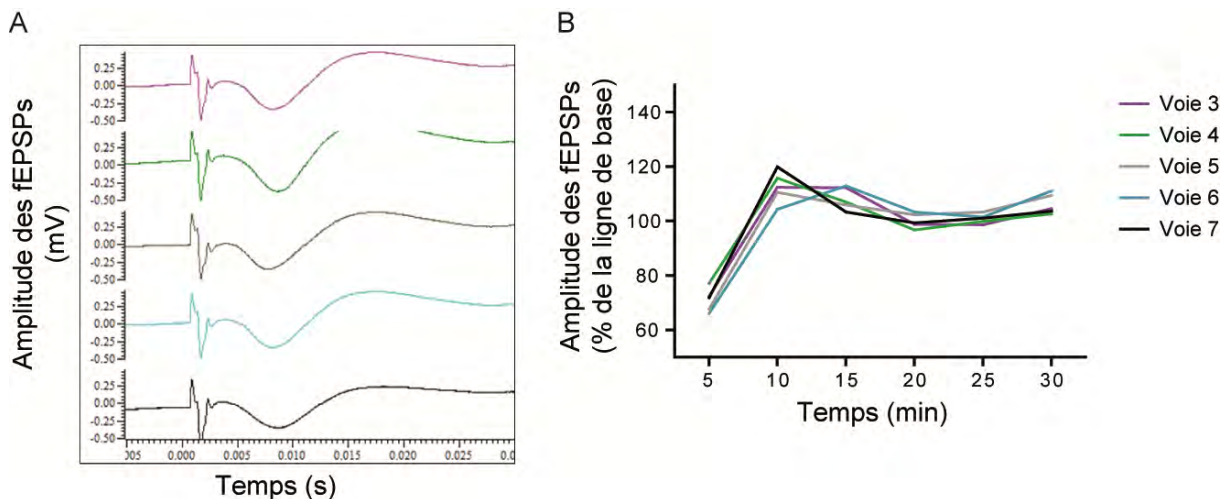 A
Amplitude des fEPSPs
(mV)
0.25
0.00
-0.25
-0.50
0.25
0.00
-0.25
-0.50
0.25
0.00
-0.25
-0.50
0.25
0.00
-0.25
-0.50
0.25
0.00
-0.25
-0.50
005 0.000 0.005 0.010 0.015 0.020 0.025 0.0
Temps (s)
B
Amplitude des fEPSPs
(% de la ligne de base)
140
120
100
80
60
5 10 15 20 25 30
Temps (min)
Voie 3
Voie 4
Voie 5
Voie 6
Voie 7